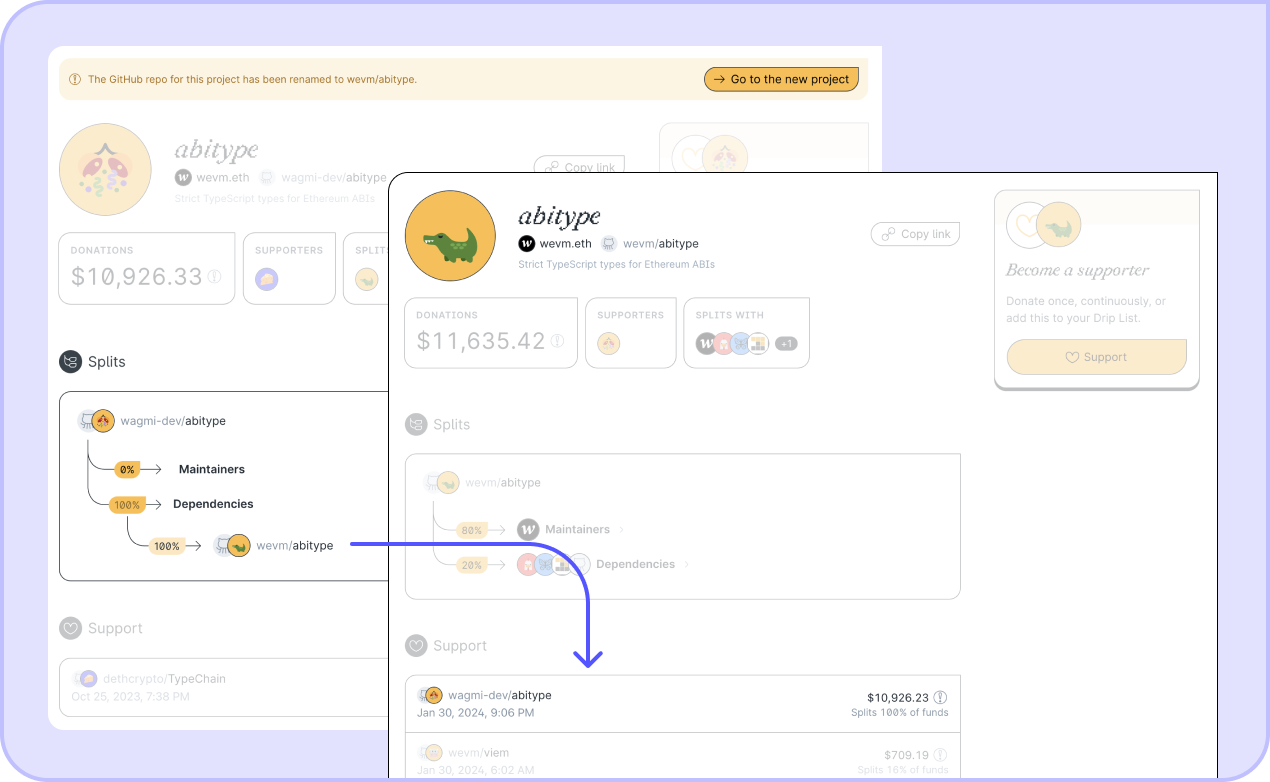 The GitHub repo for this project has been renamed to wevm/abitype.
Go to the new project
abitype
wevm.eth wagmi-dev/abitype
Strict TypeScript types for Ethereum ABIs
Copy link
DONATIONS
$10,926.33
SUPPORTERS
SPLITS
Splits
wagmi-dev/abitype
0% Maintainers
100% Dependencies
100% wevm/abitype
Support
dethcrypto/TypeChain
Oct 25, 2023, 7:38 PM
abitype
W wevm.eth wevm/abitype
Strict TypeScript types for Ethereum ABIs
Copy link
DONATIONS
$11,635.42
SUPPORTERS
SPLITS WITH
W +1
Become a supporter
Donate once, continuously, or
add this to your Drip List.
Support
Splits
wevm/abitype
80% W Maintainers
20% Dependencies
Support
wagmi-dev/abitype $10,926.23
Jan 30, 2024, 9:06 PM Splits 100% of funds
wevm/viem $709.19
Jan 30, 2024, 6:02 AM Splits 16% of funds